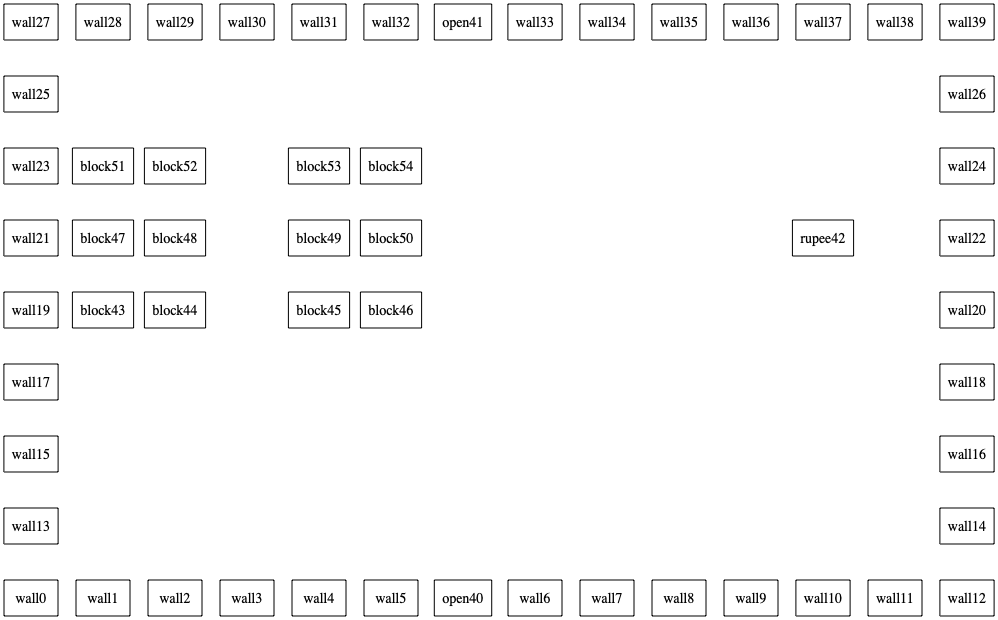 wall27 wall28 wall29 wall30 wall31 wall32 open41 wall33 wall34 wall35 wall36 wall37 wall38 wall39
wall25 wall26
wall23 block51 block52 block53 block54 wall24
wall21 block47 block48 block49 block50 rupee42 wall22
wall19 block43 block44 block45 block46 wall20
wall17 wall18
wall15 wall16
wall13 wall14
wall0 wall1 wall2 wall3 wall4 wall5 open40 wall6 wall7 wall8 wall9 wall10 wall11 wall12